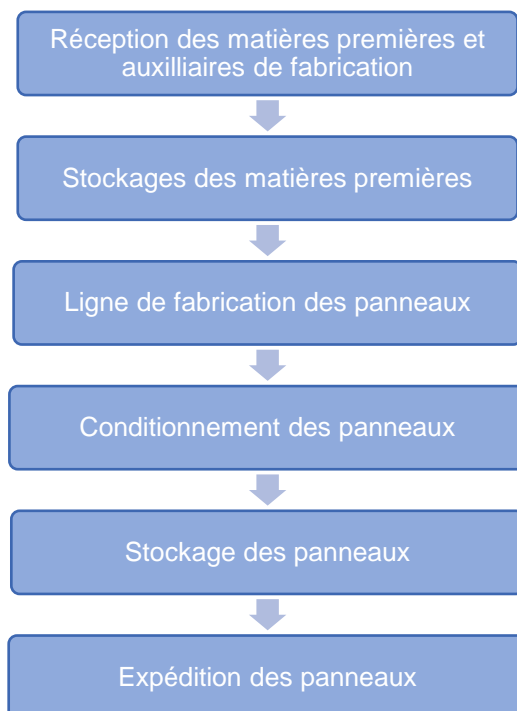 Réception des matières premières et
auxilliaires de fabrication
Stockages des matières premières
Ligne de fabrication des panneaux
Conditionnement des panneaux
Stockage des panneaux
Expédition des panneaux